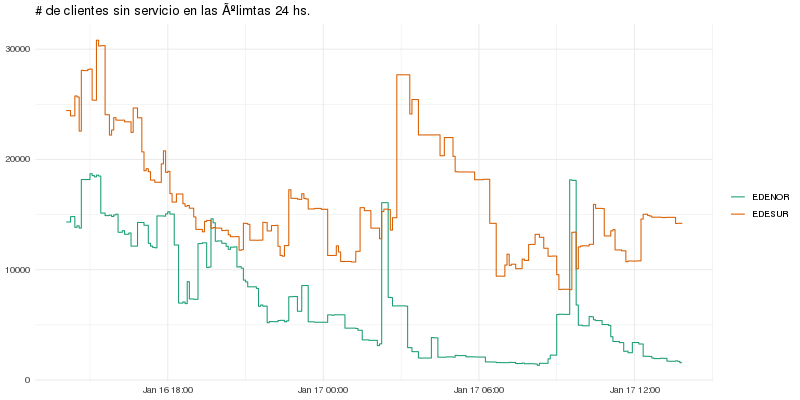 # de clientes sin servicio en las Ãºlimtas 24 hs.
30000
20000
10000
0
Jan 16 18:00
Jan 17 00:00
Jan 17 06:00
Jan 17 12:00
EDENOR
EDESUR